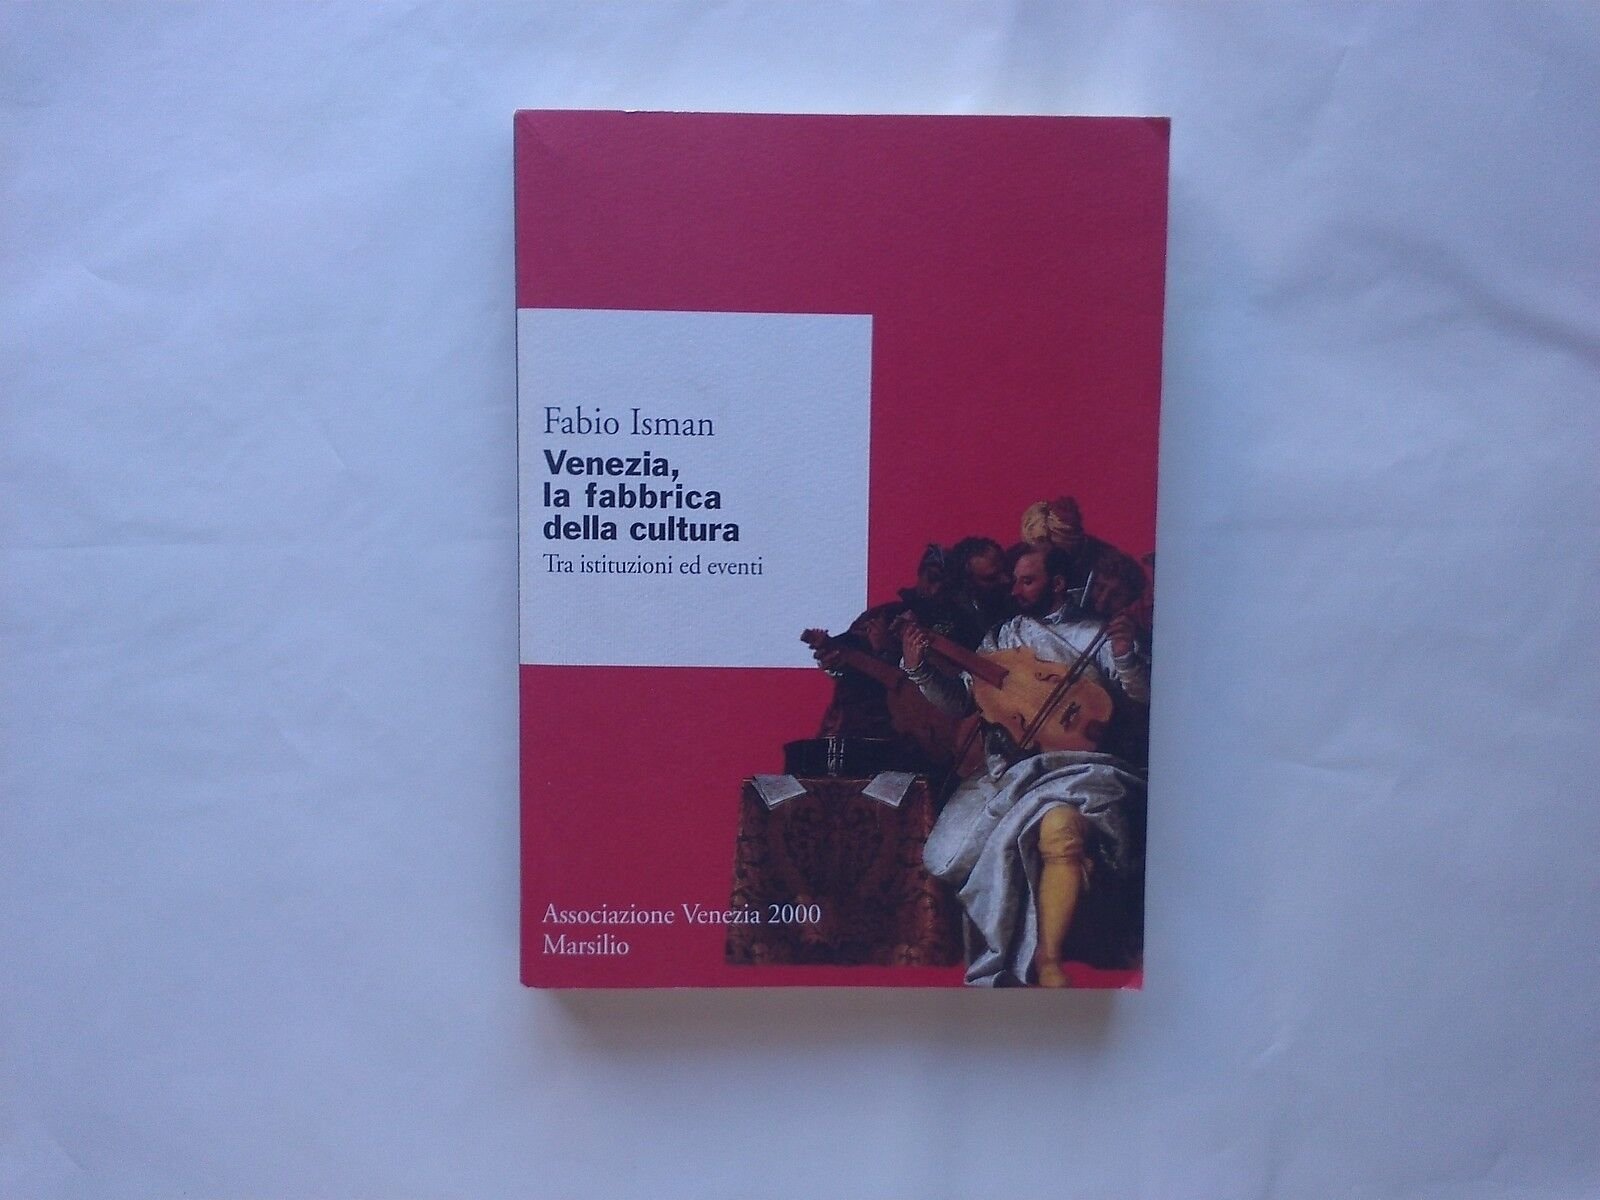 Fabio Isman
Venezia,
la fabbrica
della cultura
Tra istituzioni ed eventi
Associazione Venezia 2000
Marsilio